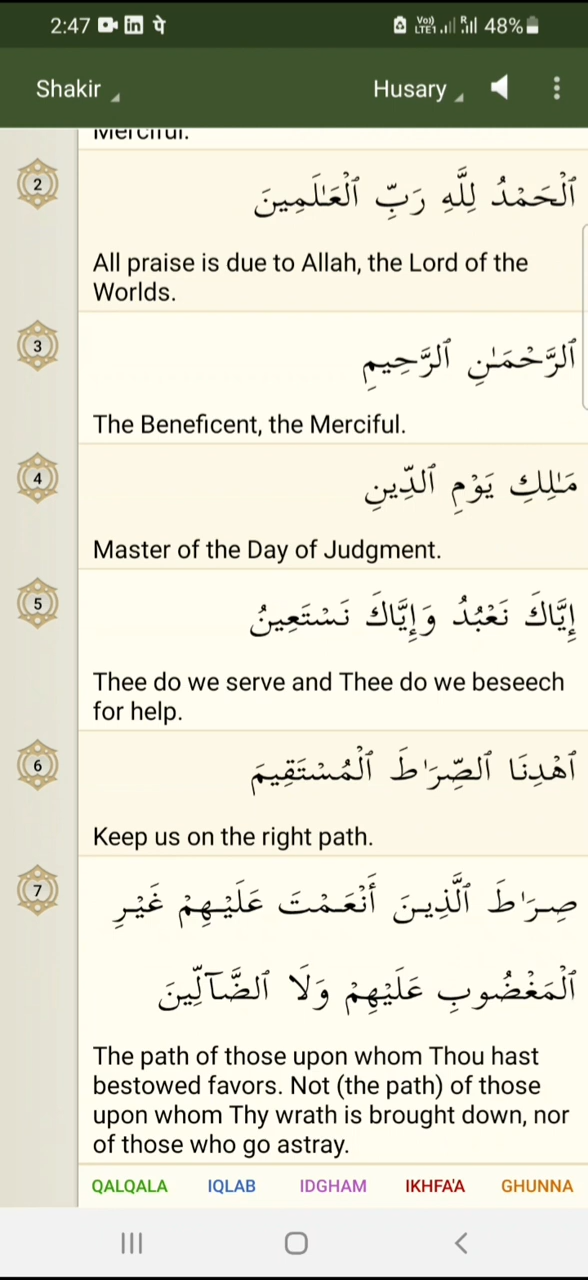 2:47 पे VoD LTE1 R 48%
Shakir Husary
Merciful.
2
ٱلْحَمْدُ لِلَّهِ رَبِّ ٱلْعَـٰلَمِينَ
All praise is due to Allah, the Lord of the
Worlds.
3
ٱلرَّحْمَـٰنِ ٱلرَّحِيمِ
The Beneficent, the Merciful.
4
مَـٰلِكِ يَوْمِ ٱلدِّينِ
Master of the Day of Judgment.
5
إِيَّاكَ نَعْبُدُ وَإِيَّاكَ نَسْتَعِينُ
Thee do we serve and Thee do we beseech
for help.
6
ٱهْدِنَا ٱلصِّرَٰطَ ٱلْمُسْتَقِيمَ
Keep us on the right path.
7
صِرَٰطَ ٱلَّذِينَ أَنْعَمْتَ عَلَيْهِمْ غَيْرِ
ٱلْمَغْضُوبِ عَلَيْهِمْ وَلَا ٱلضَّآلِّينَ
The path of those upon whom Thou hast
bestowed favors. Not (the path) of those
upon whom Thy wrath is brought down, nor
of those who go astray.
QALQALA IQLAB IDGHAM IKHFA'A GHUNNA